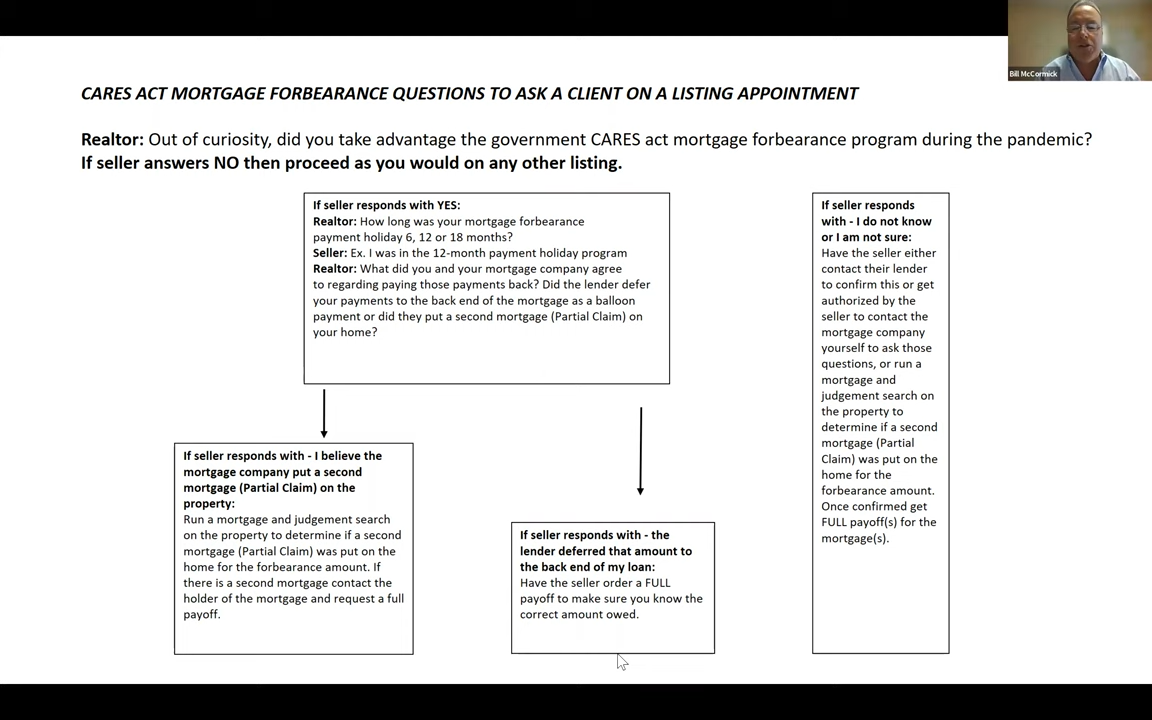 Bill McCormick
CARES ACT MORTGAGE FORBEARANCE QUESTIONS TO ASK A CLIENT ON A LISTING APPOINTMENT
Realtor: Out of curiosity, did you take advantage the government CARES act mortgage forbearance program during the pandemic?
If seller answers NO then proceed as you would on any other listing.
If seller responds with YES:
Realtor: How long was your mortgage forbearance
payment holiday 6, 12 or 18 months?
Seller: Ex. I was in the 12-month payment holiday program
Realtor: What did you and your mortgage company agree
to regarding paying those payments back? Did the lender defer
your payments to the back end of the mortgage as a balloon
payment or did they put a second mortgage (Partial Claim) on
your home?
If seller responds with - I believe the
mortgage company put a second
mortgage (Partial Claim) on the
property:
Run a mortgage and judgement search
on the property to determine if a second
mortgage (Partial Claim) was put on the
home for the forbearance amount. If
there is a second mortgage contact the
holder of the mortgage and request a full
payoff.
If seller responds with - the
lender deferred that amount to
the back end of my loan:
Have the seller order a FULL
payoff to make sure you know the
correct amount owed.
If seller responds
with - I do not know
or I am not sure:
Have the seller either
contact their lender
to confirm this or get
authorized by the
seller to contact the
mortgage company
yourself to ask those
questions, or run a
mortgage and
judgement search on
the property to
determine if a second
mortgage (Partial
Claim) was put on the
home for the
forbearance amount.
Once confirmed get
FULL payoff(s) for the
mortgage(s).